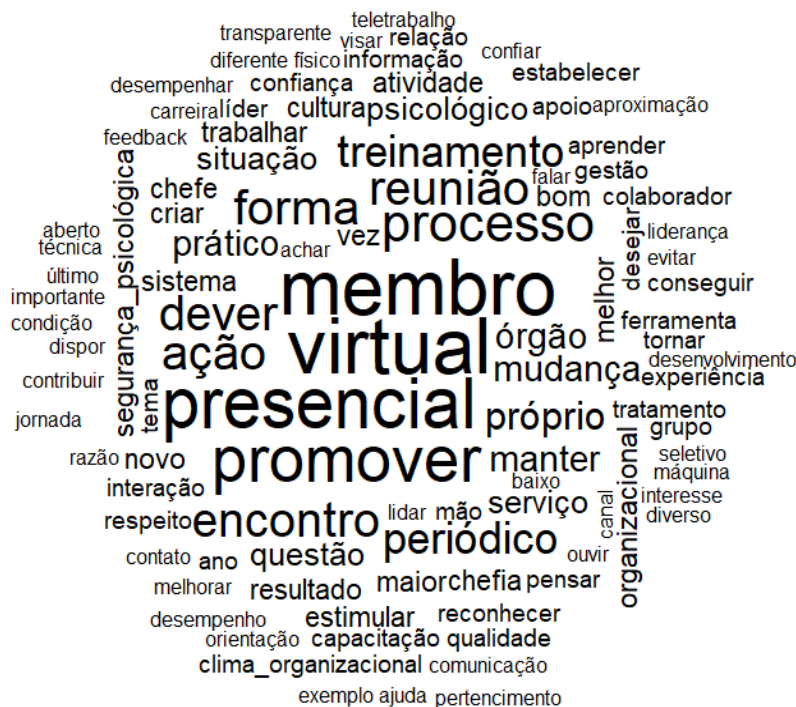 teletrabalho
transparente visar relação confiar
diferente físico informação
desempenhar confiança atividade estabelecer
carreira líder cultura psicológico apoio aproximação
feedback trabalhar treinamento aprender
situação falar gestão
chefe forma reunião bom colaborador
criar processo
aberto prático achar vez liderança
técnica evitar
último sistema membro melhor desejar conseguir
importante segurança_psicológica
condição dever virtual órgão ferramenta
dispor ação mudança tornar
desenvolvimento
contribuir tema experiência
jornada presencial próprio tratamento
grupo
razão novo promover manter organizacional seletivo
máquina
interação baixo interesse
respeito encontro lidar mão serviço canal diverso
contato ano questão periódico ouvir
melhorar resultado maior chefia pensar
desempenho estimular reconhecer
orientação capacitação qualidade
clima_organizacional comunicação
exemplo ajuda pertencimento